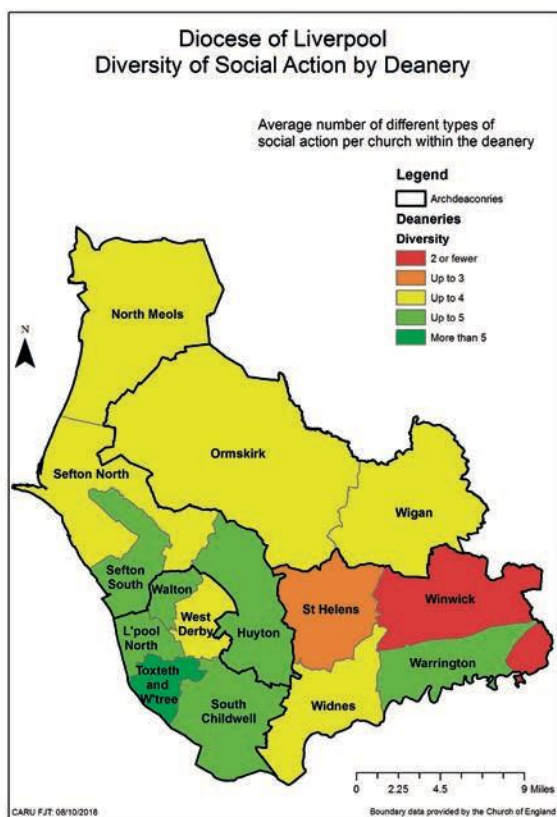 Diocese of Liverpool
Diversity of Social Action by Deanery
Average number of different types of
social action per church within the deanery
Legend
Archdeaconries
Deaneries
Diversity
2 or fewer
Up to 3
Up to 4
Up to 5
More than 5
N
North Meols
Ormskirk
Sefton North
Wigan
Sefton
South
Walton
West
Derby
Huyton
St Helens
Winwick
L'pool
North
Warrington
Toxteth
and
W'tree
South
Childwell
Widnes
0 2.25 4.5 9 Miles
CARU FJT: 08/10/2018
Boundary data provided by the Church of England